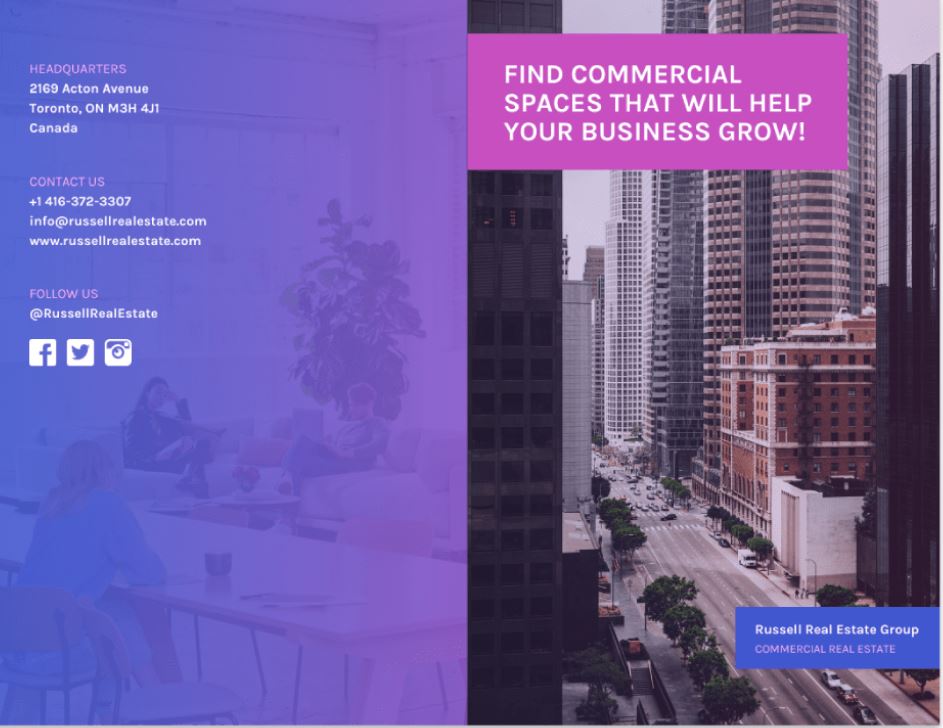 HEADQUARTERS
2169 Acton Avenue
Toronto, ON M3H 4J1
Canada
CONTACT US
+1 416-372-3307
info@russellrealestate.com
www.russellrealestate.com
FOLLOW US
@RussellRealEstate
FIND COMMERCIAL
SPACES THAT WILL HELP
YOUR BUSINESS GROW!
Russell Real Estate Group
COMMERCIAL REAL ESTATE